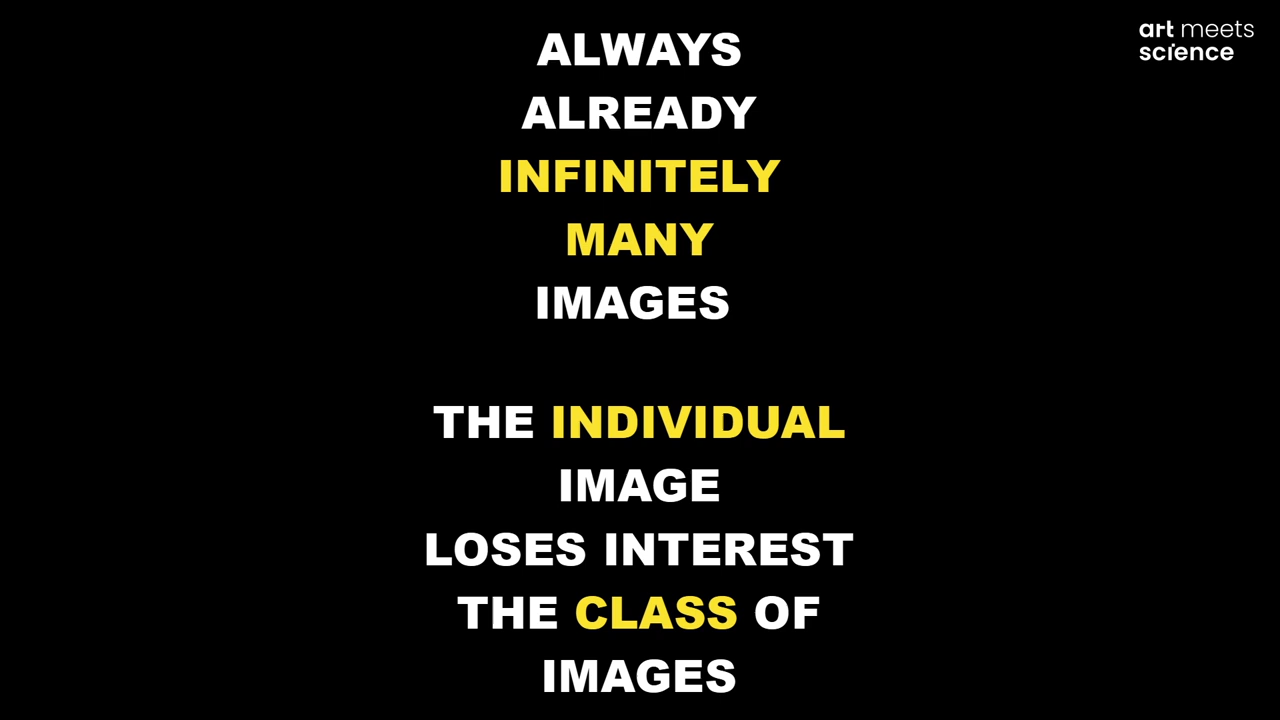 art meets
science
ALWAYS
ALREADY
INFINITELY
MANY
IMAGES
THE INDIVIDUAL
IMAGE
LOSES INTEREST
THE CLASS OF
IMAGES